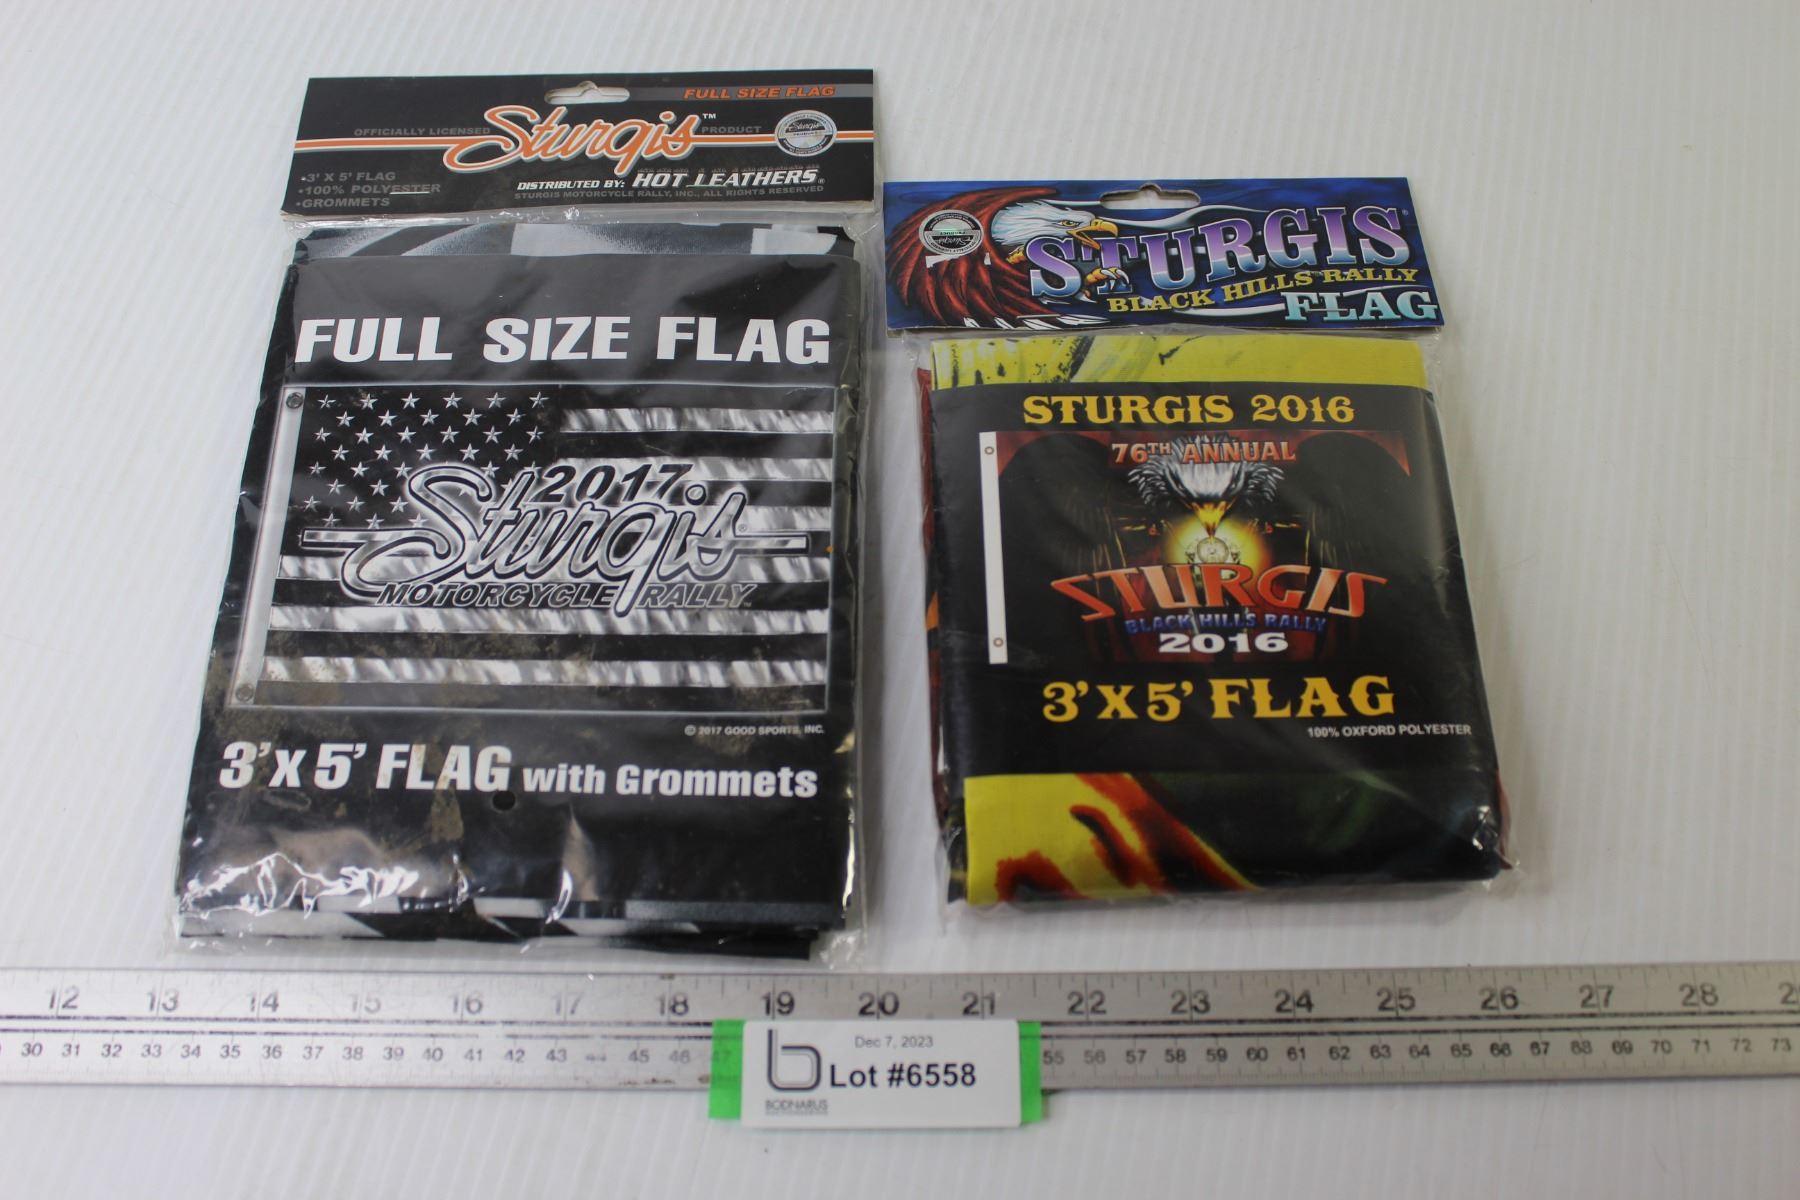 FULL SIZE FLAG
OFFICIALLY LICENSED Sturgis™ PRODUCT
•3' X 5' FLAG
•100% POLYESTER
•GROMMETS
DISTRIBUTED BY: HOT LEATHERS®
STURGIS MOTORCYCLE RALLY, INC., ALL RIGHTS RESERVED
FULL SIZE FLAG
2017
Sturgis®
MOTORCYCLE RALLY™
© 2017 GOOD SPORTS, INC.
3' X 5' FLAG with Grommets
STURGIS®
BLACK HILLS RALLY
FLAG
STURGIS 2016
76TH ANNUAL
STURGIS
BLACK HILLS RALLY
2016
3' X 5' FLAG
100% OXFORD POLYESTER
12 13 14 15 16 17 18 19 20 21 22 23 24 25 26 27 28
30 31 32 33 34 35 36 37 38 39 40 41 42 43 44 45 46 47 55 56 57 58 59 60 61 62 63 64 65 66 67 68 69 70 71 72 73
Dec 7, 2023
Lot #6558
BODNARUS
AUCTIONEERING